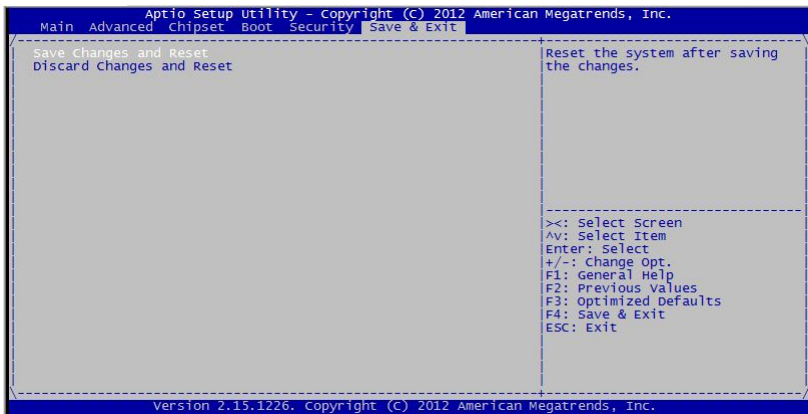 Aptio Setup Utility - Copyright (C) 2012 American Megatrends, Inc.
Main Advanced Chipset Boot Security Save & Exit
Save Changes and Reset
Discard Changes and Reset
Reset the system after saving
the changes.
><: Select Screen
^v: Select Item
Enter: Select
+/-: Change Opt.
F1: General Help
F2: Previous Values
F3: Optimized Defaults
F4: Save & Exit
ESC: Exit
Version 2.15.1226. Copyright (C) 2012 American Megatrends, Inc.